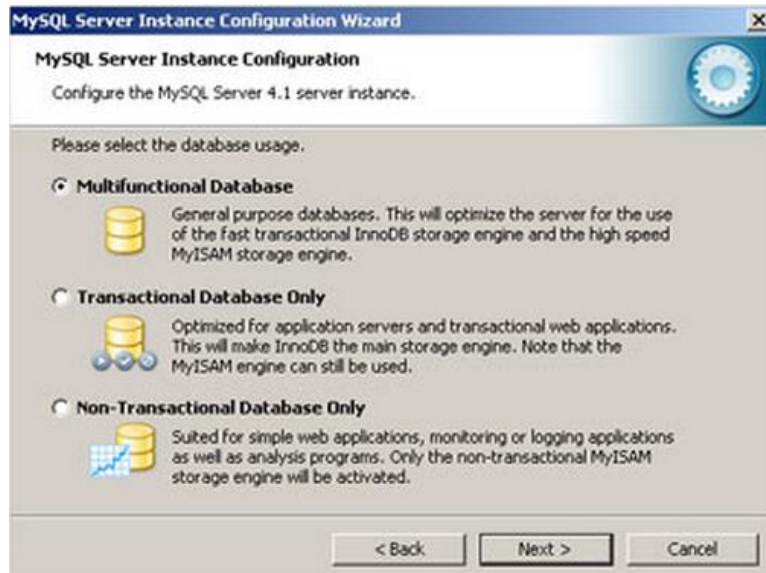 MySQL Server Instance Configuration Wizard
MySQL Server Instance Configuration
Configure the MySQL Server 4.1 server instance.
Please select the database usage.
Multifunctional Database
General purpose databases. This will optimize the server for the use
of the fast transactional InnoDB storage engine and the high speed
MyISAM storage engine.
Transactional Database Only
Optimized for application servers and transactional web applications.
This will make InnoDB the main storage engine. Note that the
MyISAM engine can still be used.
Non-Transactional Database Only
Suited for simple web applications, monitoring or logging applications
as well as analysis programs. Only the non-transactional MyISAM
storage engine will be activated.
< Back Next > Cancel